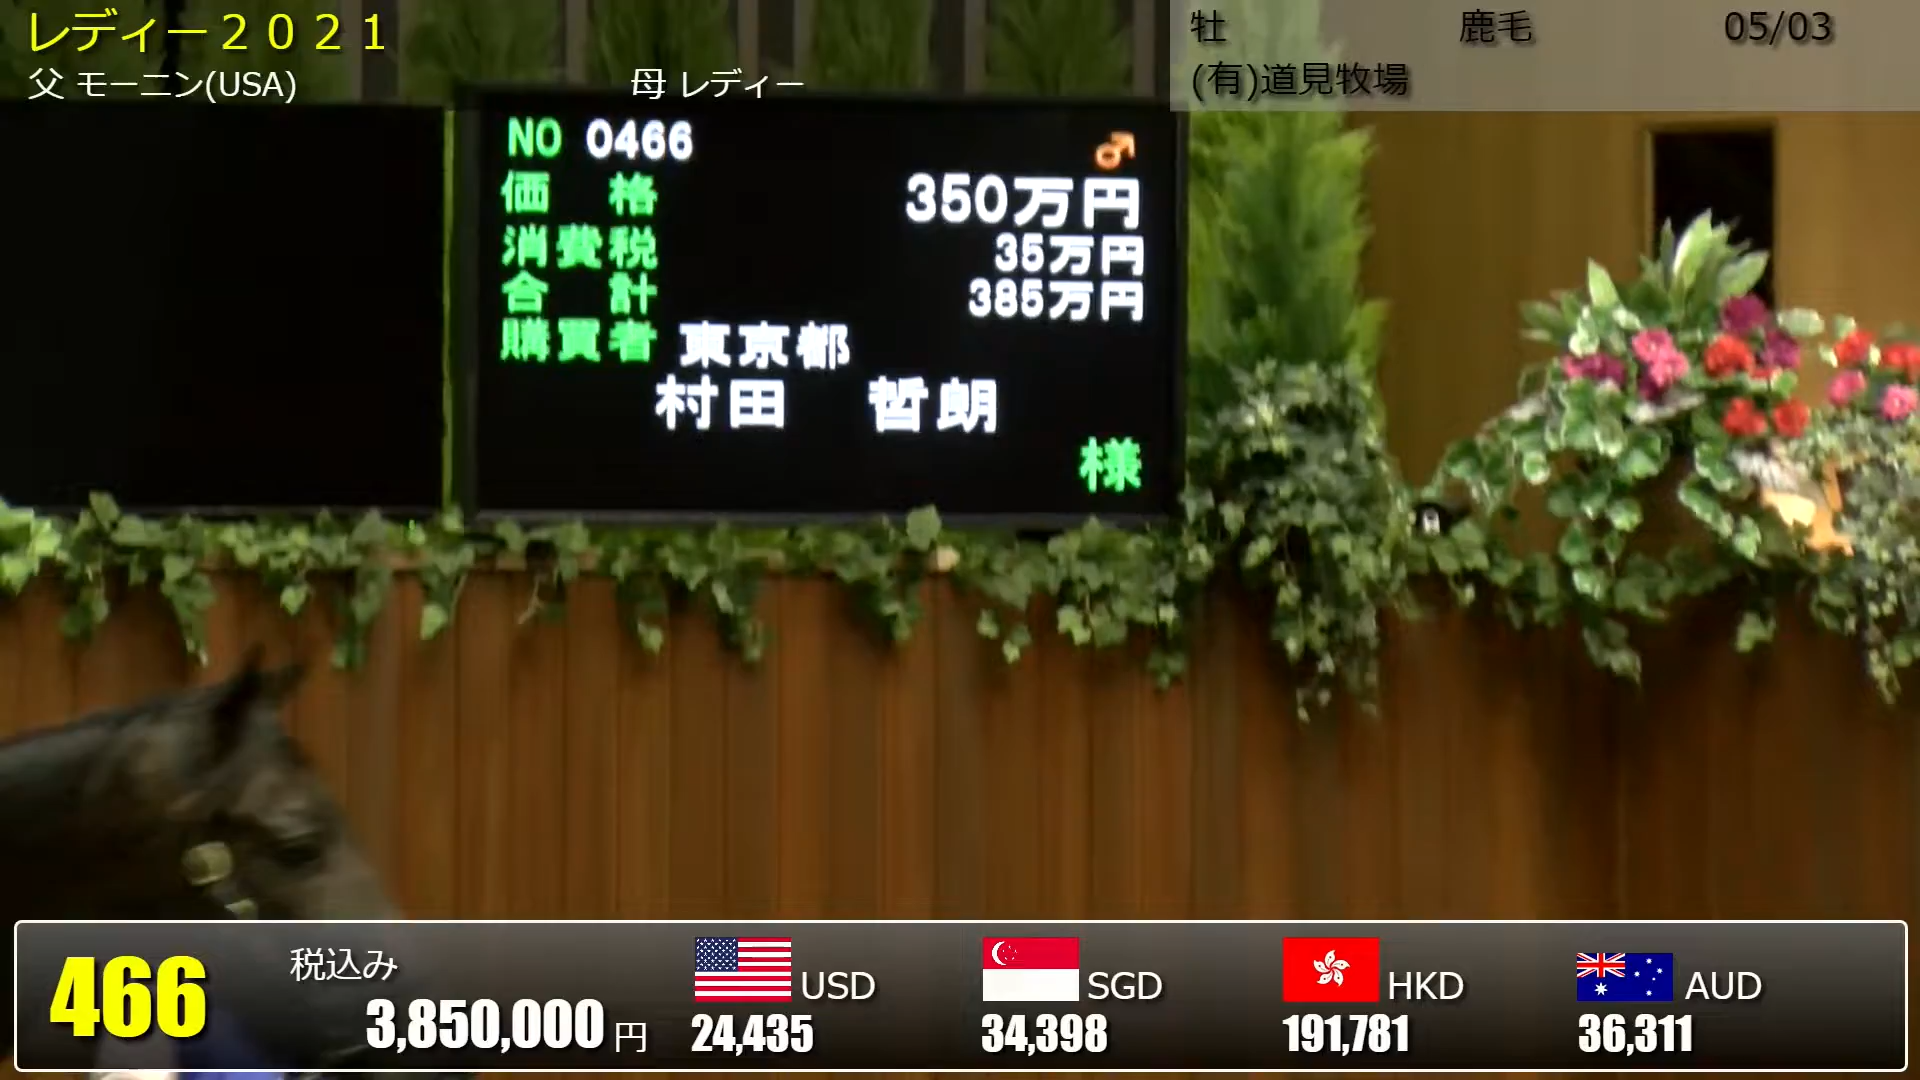 レディー２０２１
父 モーニン(USA)
母 レディー
牡 鹿毛 05/03
(有)道見牧場
NO 0466 ♂
価格 350万円
消費税 35万円
合計 385万円
購買者 東京都
村田 哲朗
様
466
税込み
3,850,000 円
USD
24,435
SGD
34,398
HKD
191,781
AUD
36,311